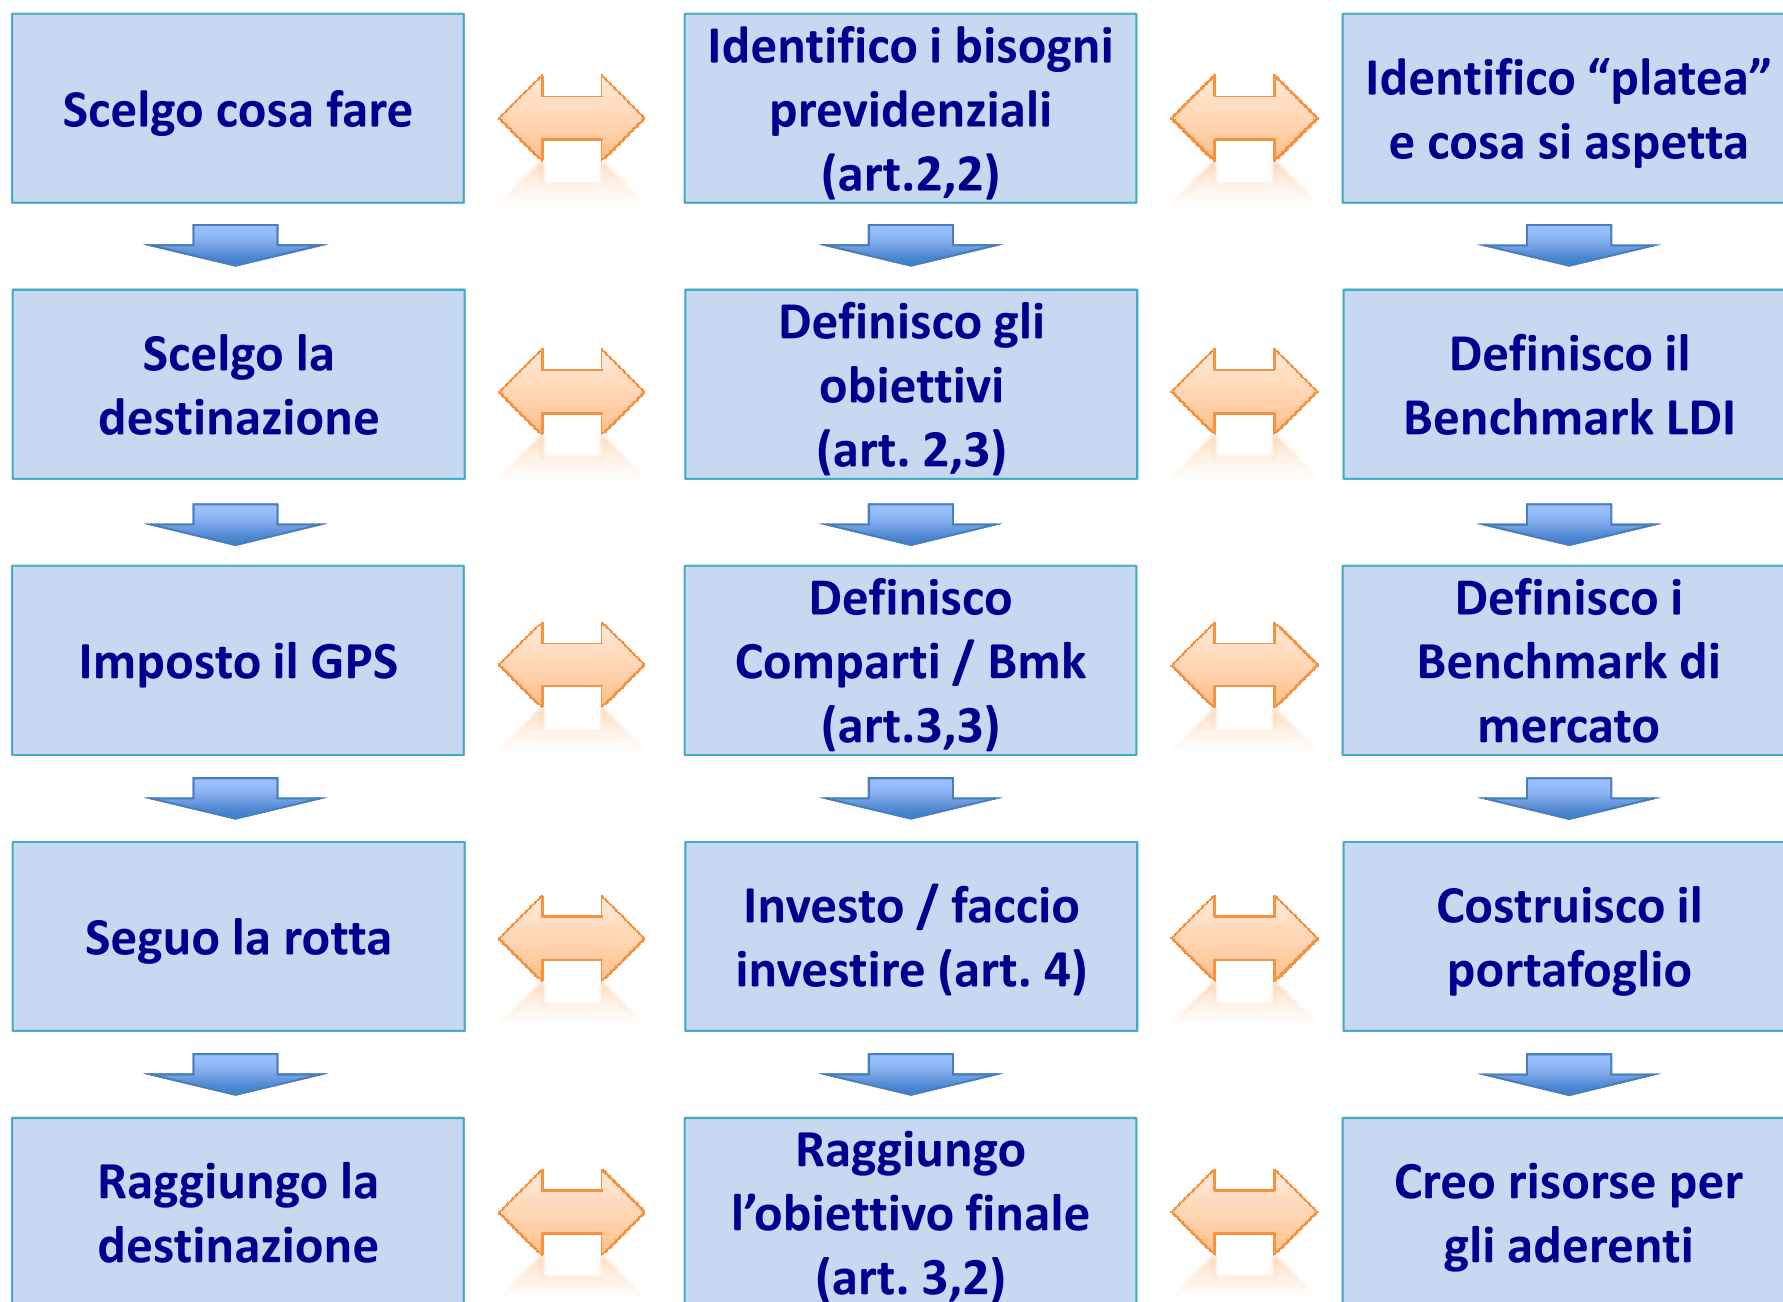 Scelgo cosa fare
Identifico i bisogni
previdenziali
(art.2,2)
Identifico “platea”
e cosa si aspetta
Scelgo la
destinazione
Definisco gli
obiettivi
(art. 2,3)
Definisco il
Benchmark LDI
Imposto il GPS
Definisco
Comparti / Bmk
(art.3,3)
Definisco i
Benchmark di
mercato
Seguo la rotta
Investo / faccio
investire (art. 4)
Costruisco il
portafoglio
Raggiungo la
destinazione
Raggiungo
l’obiettivo finale
(art. 3,2)
Creo risorse per
gli aderenti